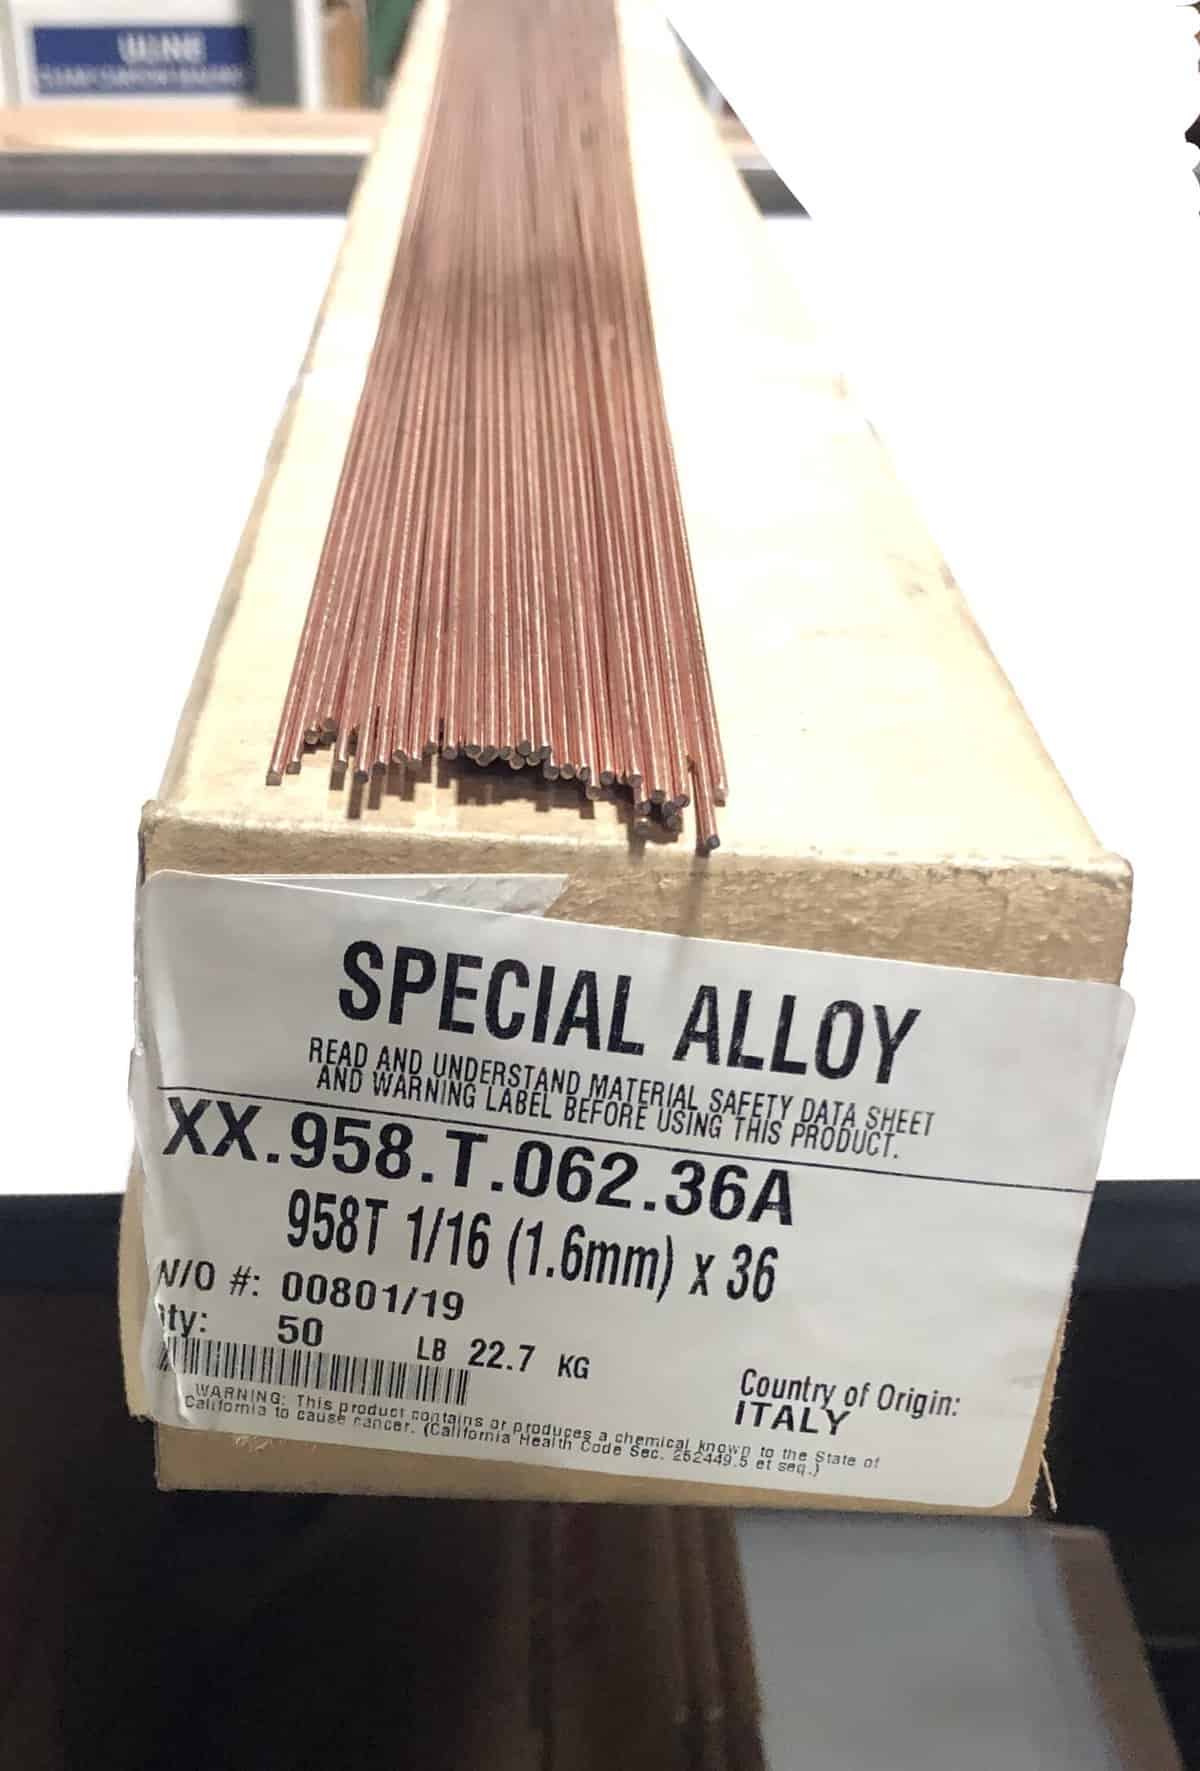 ULINE
SPECIAL ALLOY
READ AND UNDERSTAND MATERIAL SAFETY DATA SHEET
AND WARNING LABEL BEFORE USING THIS PRODUCT.
XX.958.T.062.36A
958T 1/16 (1.6mm) x 36
W/O #: 00801/19
ty: 50 LB 22.7 KG
Country of Origin:
ITALY
WARNING: This product contains or produces a chemical known to the State of
California to cause cancer. (California Health Code Sec. 252449.5 et seq.)